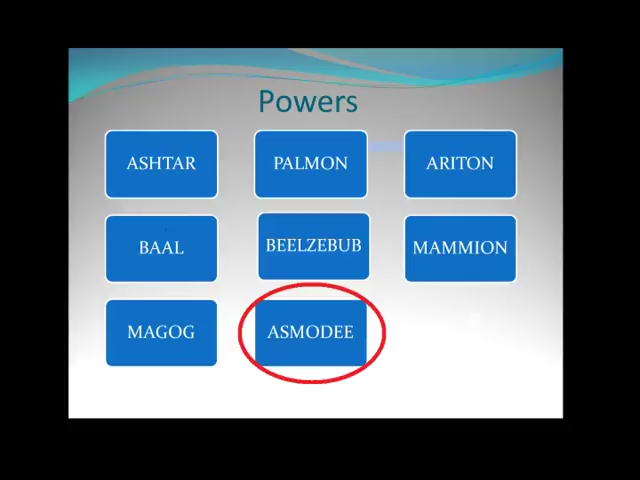 Powers
ASHTAR
PALMON
ARITON
BAAL
BEELZEBUB
MAMMION
MAGOG
ASMODEE